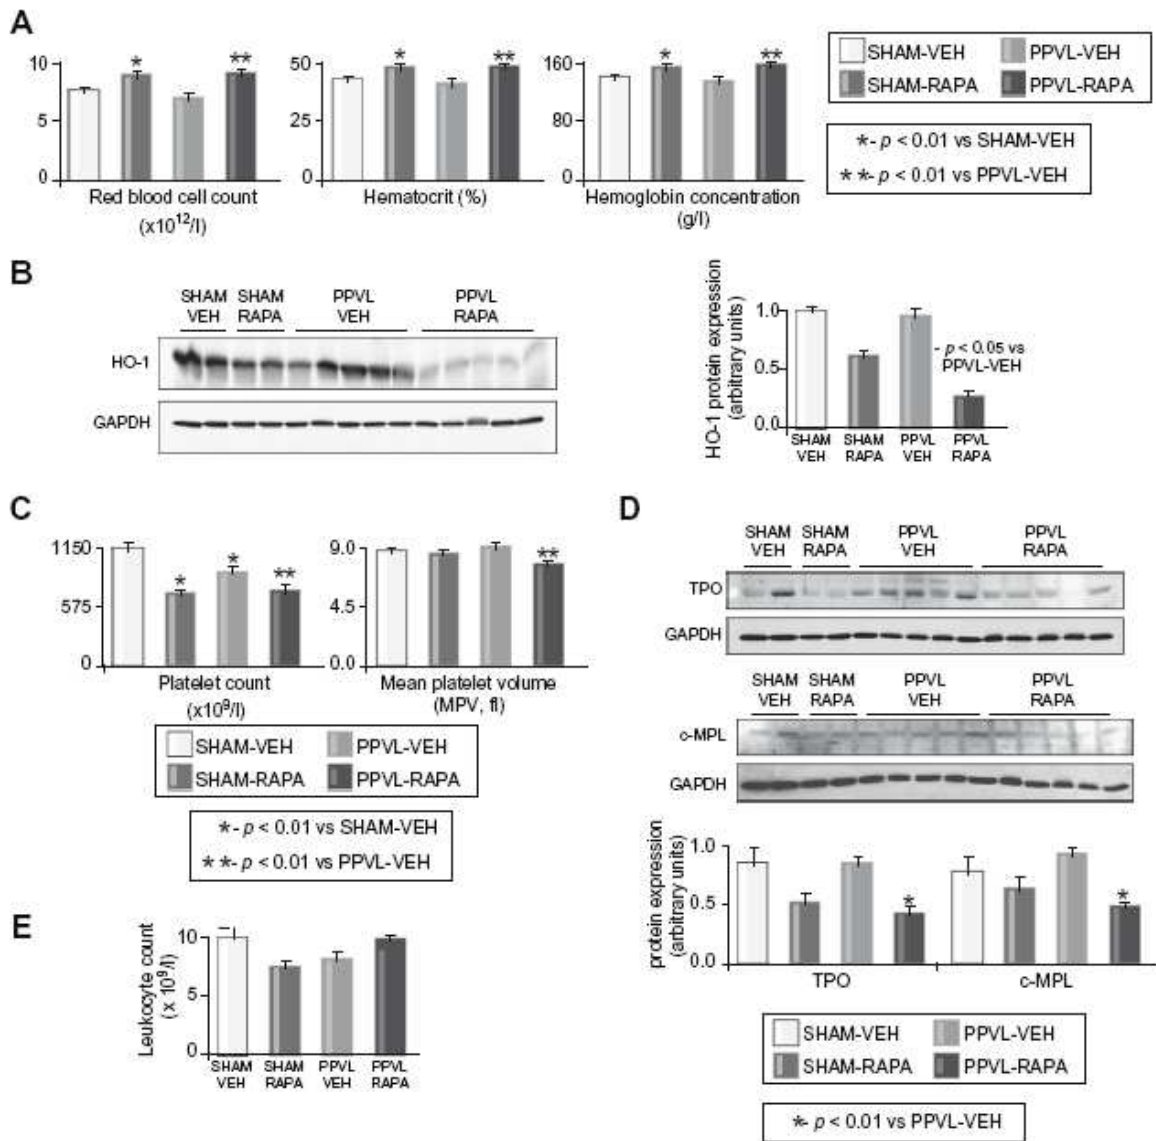 A
10
5
0
*
**
Red blood cell count
(x10¹²/l)
50
25
0
*
**
Hematocrit (%)
160
80
0
*
**
Hemoglobin concentration
(g/l)
SHAM-VEH
PPVL-VEH
SHAM-RAPA
PPVL-RAPA
*- p < 0.01 vs SHAM-VEH
**- p < 0.01 vs PPVL-VEH
B
SHAM VEH
SHAM RAPA
PPVL VEH
PPVL RAPA
HO-1
GAPDH
HO-1 protein expression
(arbitrary units)
1.0
0.5
0.0
- p < 0.05 vs
PPVL-VEH
SHAM VEH
SHAM RAPA
PPVL VEH
PPVL RAPA
C
1150
575
0
*
*
**
Platelet count
(x10⁹/l)
9.0
4.5
0.0
**
Mean platelet volume
(MPV, fl)
SHAM-VEH
PPVL-VEH
SHAM-RAPA
PPVL-RAPA
*- p < 0.01 vs SHAM-VEH
**- p < 0.01 vs PPVL-VEH
D
SHAM VEH
SHAM RAPA
PPVL VEH
PPVL RAPA
TPO
GAPDH
SHAM VEH
SHAM RAPA
PPVL VEH
PPVL RAPA
c-MPL
GAPDH
protein expression
(arbitrary units)
1.0
0.5
0.0
*
*
TPO
c-MPL
SHAM-VEH
PPVL-VEH
SHAM-RAPA
PPVL-RAPA
*- p < 0.01 vs PPVL-VEH
E
Leukocyte count
(x 10⁹/l)
10
5
0
SHAM VEH
SHAM RAPA
PPVL VEH
PPVL RAPA